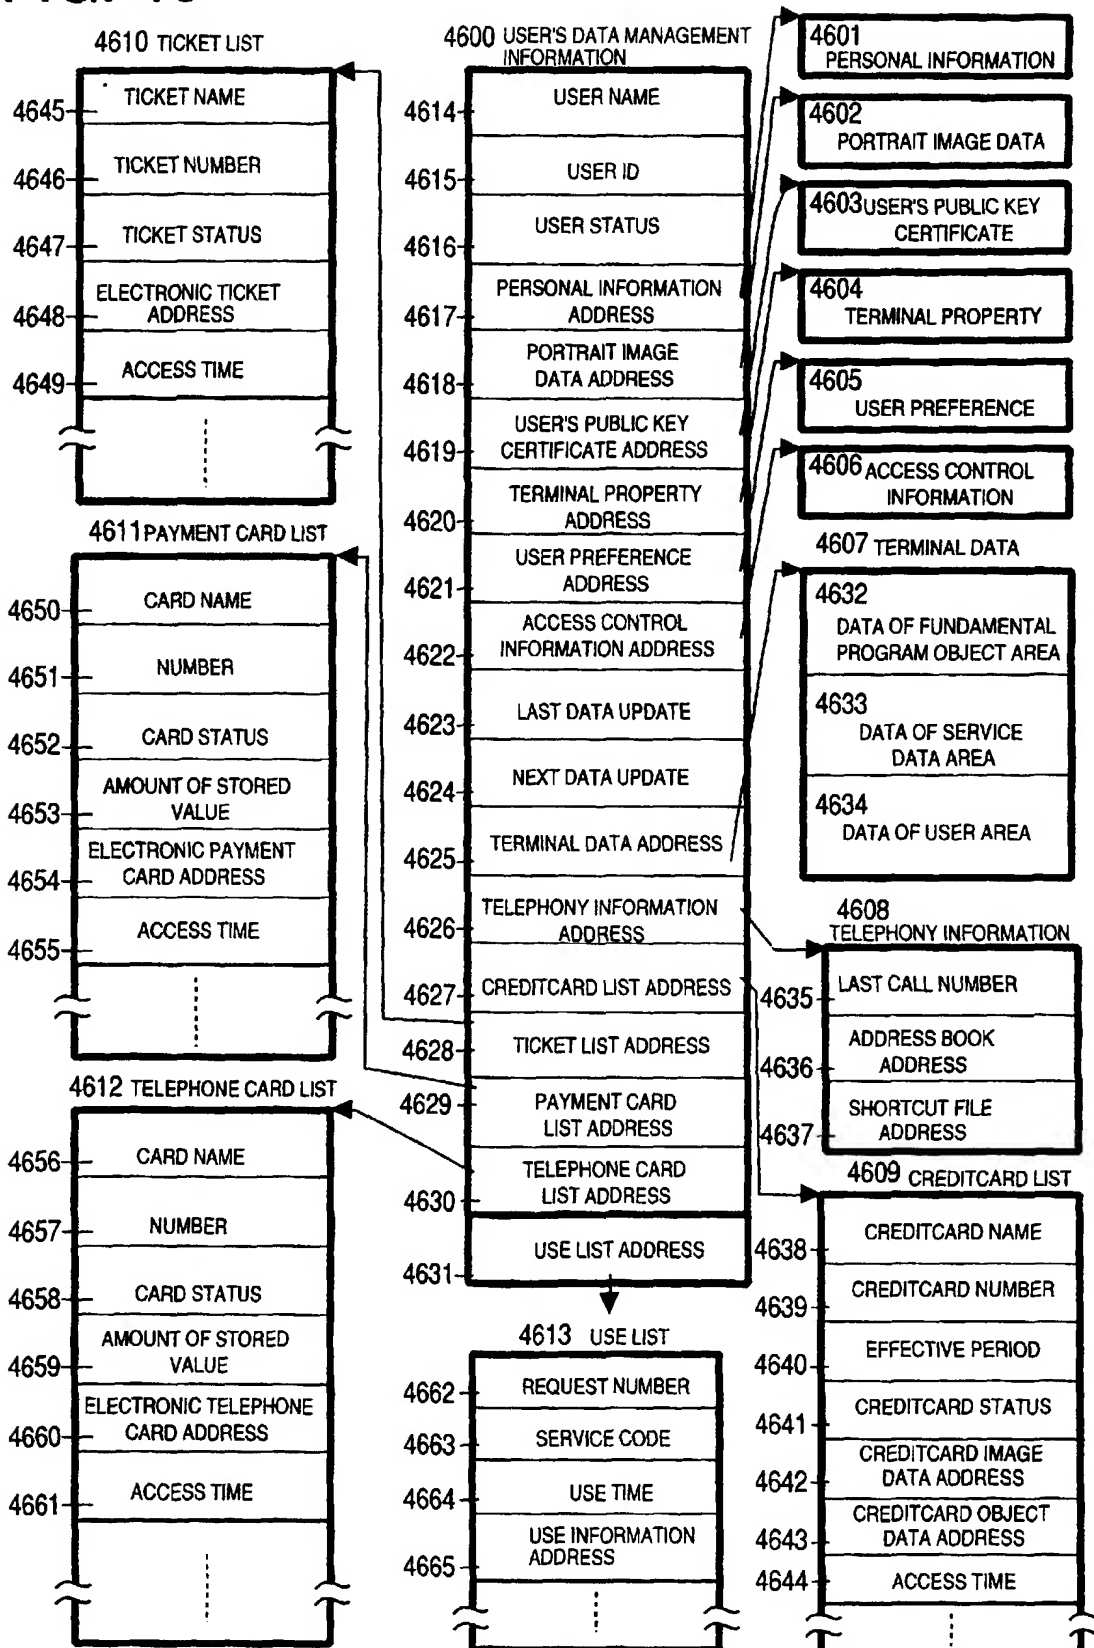 4610 TICKET LIST
4645 TICKET NAME
4646 TICKET NUMBER
4647 TICKET STATUS
4648 ELECTRONIC TICKET
ADDRESS
4649 ACCESS TIME
4611 PAYMENT CARD LIST
4650 CARD NAME
4651 NUMBER
4652 CARD STATUS
4653 AMOUNT OF STORED
VALUE
4654 ELECTRONIC PAYMENT
CARD ADDRESS
4655 ACCESS TIME
4612 TELEPHONE CARD LIST
4656 CARD NAME
4657 NUMBER
4658 CARD STATUS
4659 AMOUNT OF STORED
VALUE
4660 ELECTRONIC TELEPHONE
CARD ADDRESS
4661 ACCESS TIME
4600 USER'S DATA MANAGEMENT
INFORMATION
4614 USER NAME
4615 USER ID
4616 USER STATUS
4617 PERSONAL INFORMATION
ADDRESS
4618 PORTRAIT IMAGE
DATA ADDRESS
4619 USER'S PUBLIC KEY
CERTIFICATE ADDRESS
4620 TERMINAL PROPERTY
ADDRESS
4621 USER PREFERENCE
ADDRESS
4622 ACCESS CONTROL
INFORMATION ADDRESS
4623 LAST DATA UPDATE
4624 NEXT DATA UPDATE
4625 TERMINAL DATA ADDRESS
4626 TELEPHONY INFORMATION
ADDRESS
4627 CREDITCARD LIST ADDRESS
4628 TICKET LIST ADDRESS
4629 PAYMENT CARD
LIST ADDRESS
4630 TELEPHONE CARD
LIST ADDRESS
4631 USE LIST ADDRESS
4613 USE LIST
4662 REQUEST NUMBER
4663 SERVICE CODE
4664 USE TIME
4665 USE INFORMATION
ADDRESS
4601
PERSONAL INFORMATION
4602
PORTRAIT IMAGE DATA
4603 USER'S PUBLIC KEY
CERTIFICATE
4604
TERMINAL PROPERTY
4605
USER PREFERENCE
4606 ACCESS CONTROL
INFORMATION
4607 TERMINAL DATA
4632
DATA OF FUNDAMENTAL
PROGRAM OBJECT AREA
4633
DATA OF SERVICE
DATA AREA
4634
DATA OF USER AREA
4608
TELEPHONY INFORMATION
4635 LAST CALL NUMBER
4636 ADDRESS BOOK
ADDRESS
4637 SHORTCUT FILE
ADDRESS
4609 CREDITCARD LIST
4638 CREDITCARD NAME
4639 CREDITCARD NUMBER
4640 EFFECTIVE PERIOD
4641 CREDITCARD STATUS
4642 CREDITCARD IMAGE
DATA ADDRESS
4643 CREDITCARD OBJECT
DATA ADDRESS
4644 ACCESS TIME